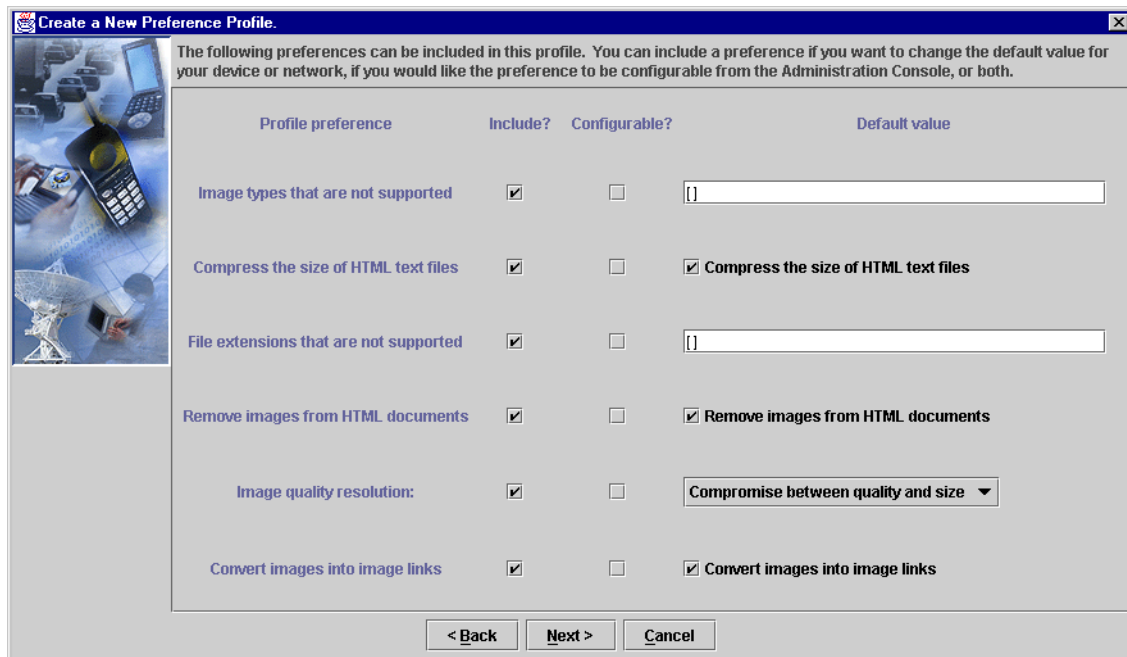 Create a New Preference Profile.
The following preferences can be included in this profile. You can include a preference if you want to change the default value for
your device or network, if you would like the preference to be configurable from the Administration Console, or both.
Profile preference Include? Configurable? Default value
Image types that are not supported []
Compress the size of HTML text files Compress the size of HTML text files
File extensions that are not supported []
Remove images from HTML documents Remove images from HTML documents
Image quality resolution: Compromise between quality and size
Convert images into image links Convert images into image links
< Back Next > Cancel